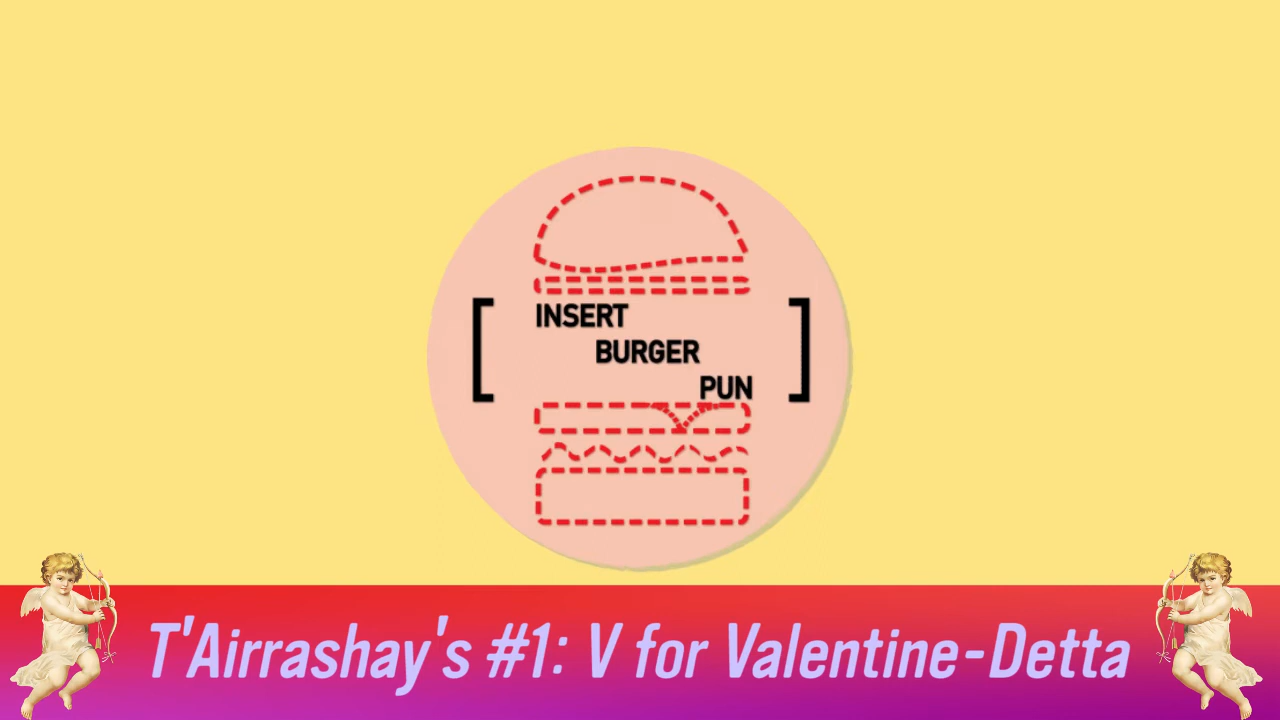 [ INSERT
BURGER
PUN ]
T'Airrashay's #1: V for Valentine-Detta